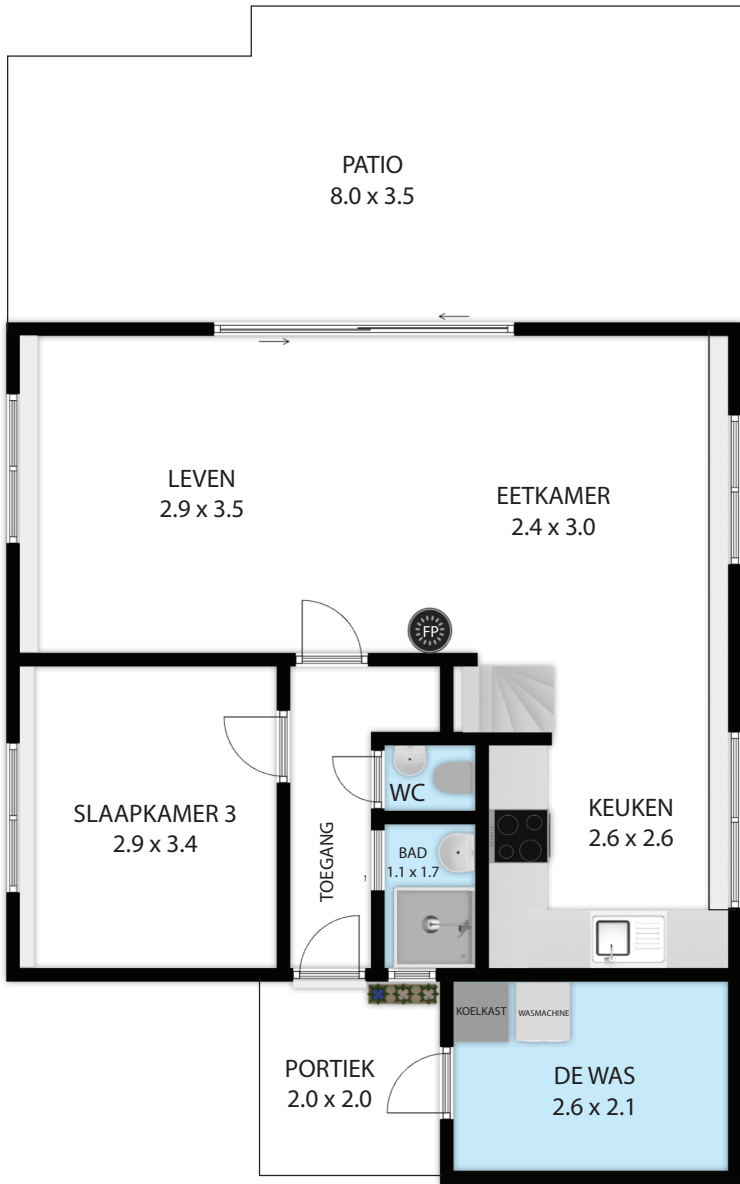 PATIO
8.0 x 3.5
LEVEN
2.9 x 3.5
EETKAMER
2.4 x 3.0
FP
SLAAPKAMER 3
2.9 x 3.4
TOEGANG
WC
BAD
1.1 x 1.7
KEUKEN
2.6 x 2.6
KOELKAST
WASMACHINE
PORTIEK
2.0 x 2.0
DE WAS
2.6 x 2.1